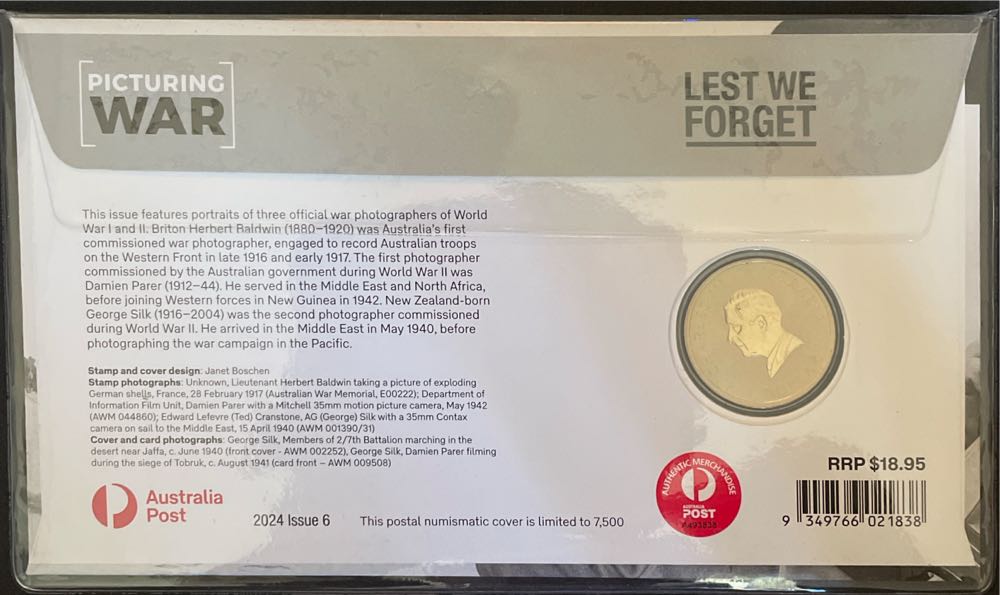 PICTURING
WAR
LEST WE
FORGET
This issue features portraits of three official war photographers of World
War I and II. Briton Herbert Baldwin (1880–1920) was Australia's first
commissioned war photographer, engaged to record Australian troops
on the Western Front in late 1916 and early 1917. The first photographer
commissioned by the Australian government during World War II was
Damien Parer (1912–44). He served in the Middle East and North Africa,
before joining Western forces in New Guinea in 1942. New Zealand-born
George Silk (1916–2004) was the second photographer commissioned
during World War II. He arrived in the Middle East in May 1940, before
photographing the war campaign in the Pacific.
Stamp and cover design: Janet Boschen
Stamp photographs: Unknown, Lieutenant Herbert Baldwin taking a picture of exploding
German shells, France, 28 February 1917 (Australian War Memorial, E00222); Department of
Information Film Unit, Damien Parer with a Mitchell 35mm motion picture camera, May 1942
(AWM 044860); Edward Lefevre (Ted) Cranstone, AG (George) Silk with a 35mm Contax
camera on sail to the Middle East, 15 April 1940 (AWM 001390/31)
Cover and card photographs: George Silk, Members of 2/7th Battalion marching in the
desert near Jaffa, c. June 1940 (front cover - AWM 002252), George Silk, Damien Parer filming
during the siege of Tobruk, c. August 1941 (card front – AWM 009508)
Australia
Post
2024 Issue 6
This postal numismatic cover is limited to 7,500
AUTHENTIC MERCHANDISE
AUSTRALIA
POST
A493838
RRP $18.95
9 349766 021838